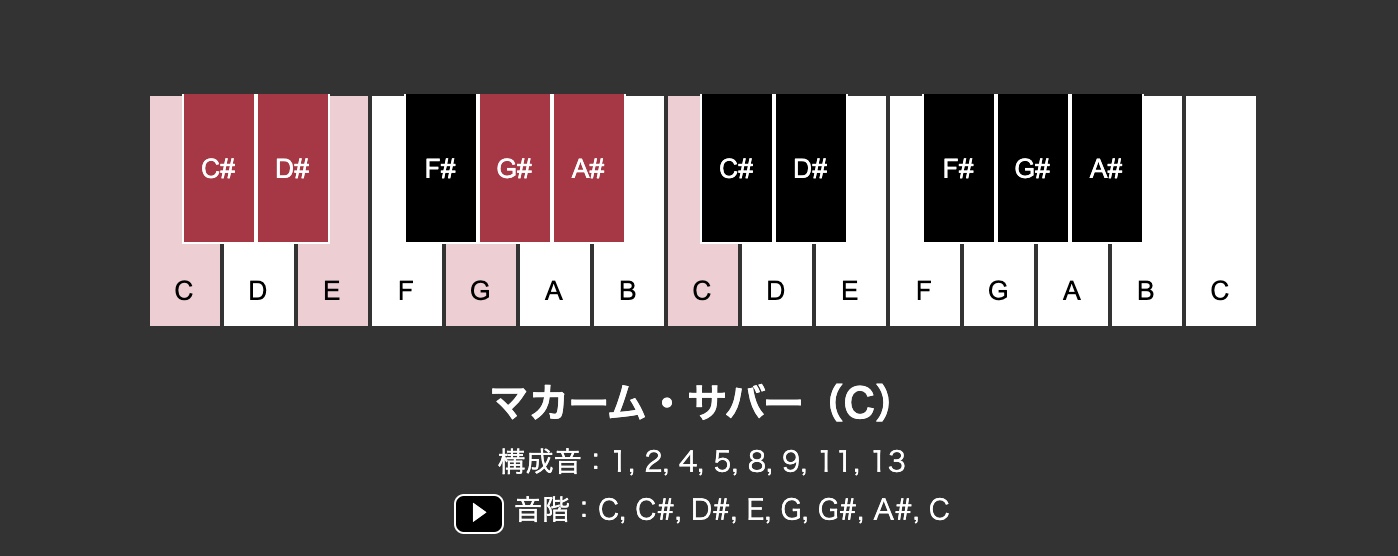 C# D# F# G# A# C# D# F# G# A#
C D E F G A B C D E F G A B C
マカーム・サバー（C）
構成音：1, 2, 4, 5, 8, 9, 11, 13
音階：C, C#, D#, E, G, G#, A#, C